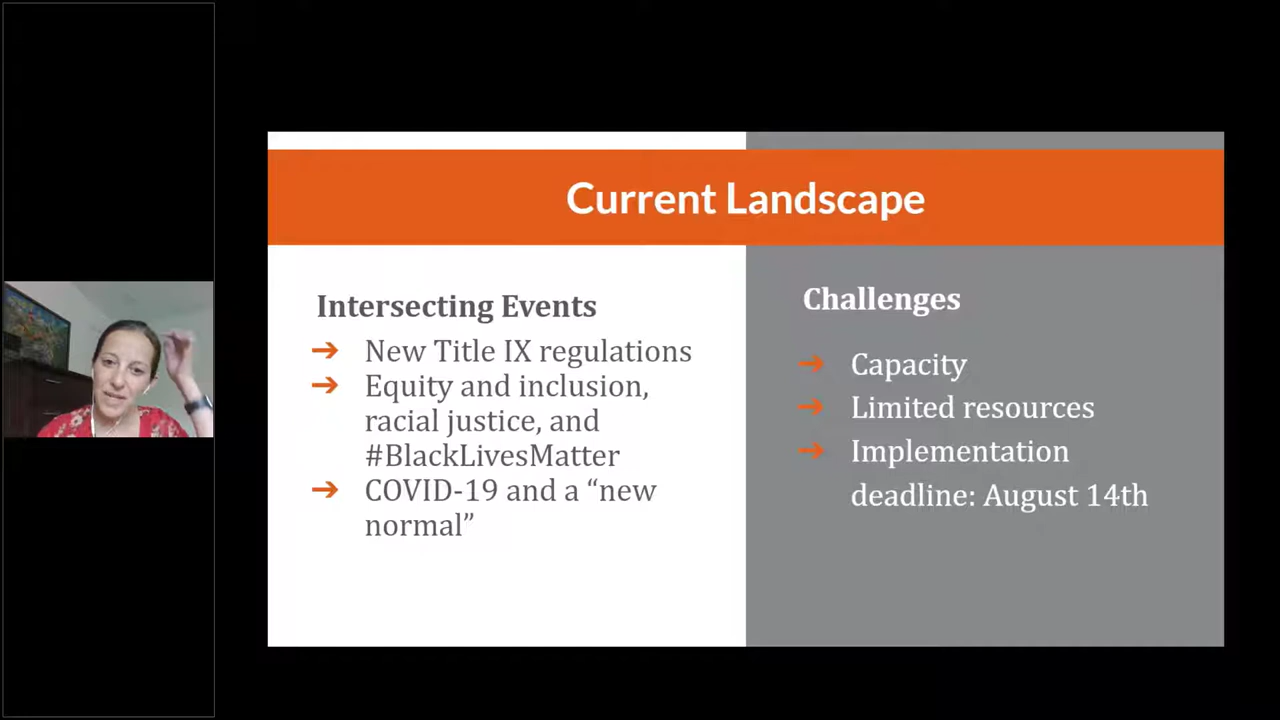 Current Landscape
Intersecting Events
➔ New Title IX regulations
➔ Equity and inclusion,
racial justice, and
#BlackLivesMatter
➔ COVID-19 and a “new
normal”
Challenges
➔ Capacity
➔ Limited resources
➔ Implementation
deadline: August 14th